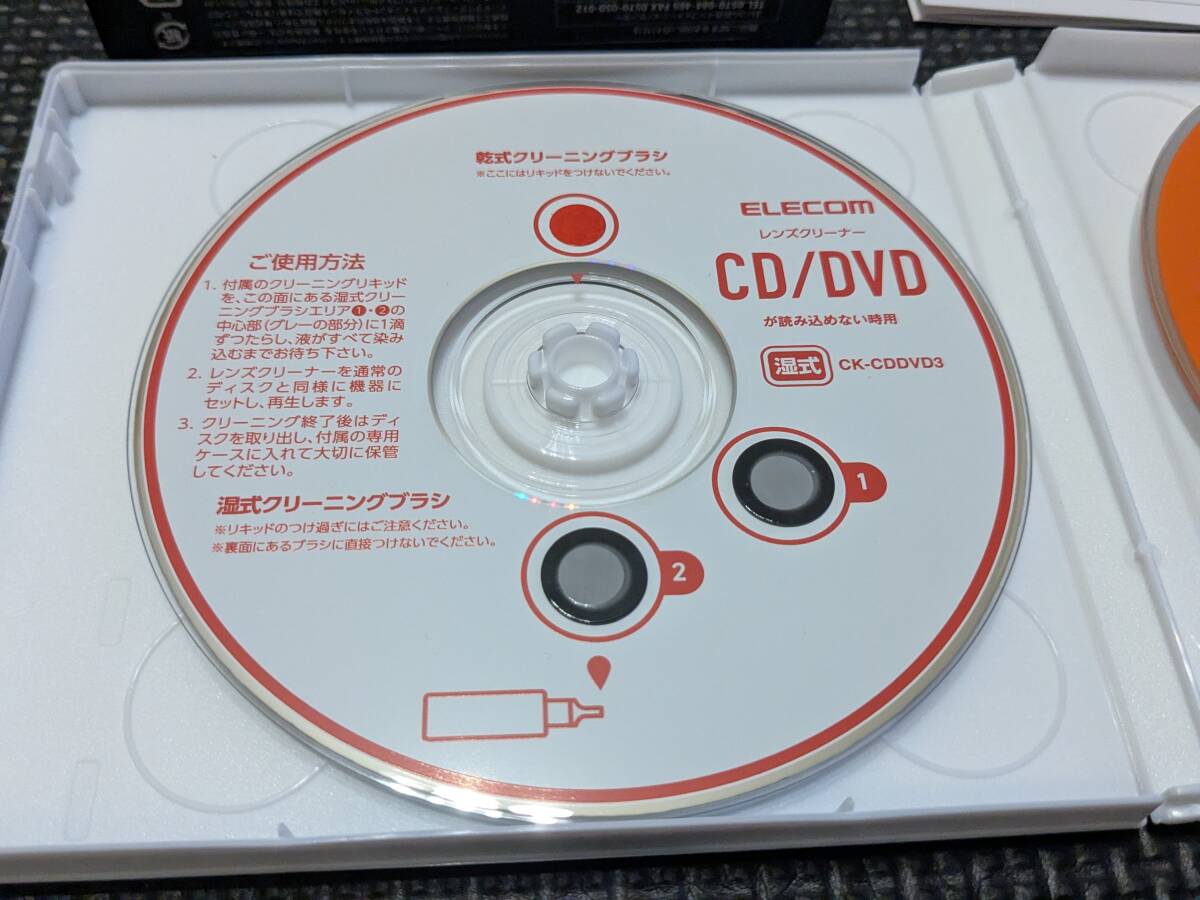 乾式クリーニングブラシ
※ここにはリキッドをつけないでください。
ELECOM
レンズクリーナー
CD/DVD
が読み込めない時用
湿式 CK-CDDVD3
ご使用方法
1. 付属のクリーニングリキッド
を、この面にある湿式クリー
ニングブラシエリア❶・❷の
中心部(グレーの部分)に1滴
ずつたらし、液がすべて染み
込むまでお待ち下さい。
2. レンズクリーナーを通常の
ディスクと同様に機器に
セットし、再生します。
3. クリーニング終了後はディ
スクを取り出し、付属の専用
ケースに入れて大切に保管
してください。
湿式クリーニングブラシ
※リキッドのつけ過ぎにはご注意ください。
※裏面にあるブラシに直接つけないでください。
1
2